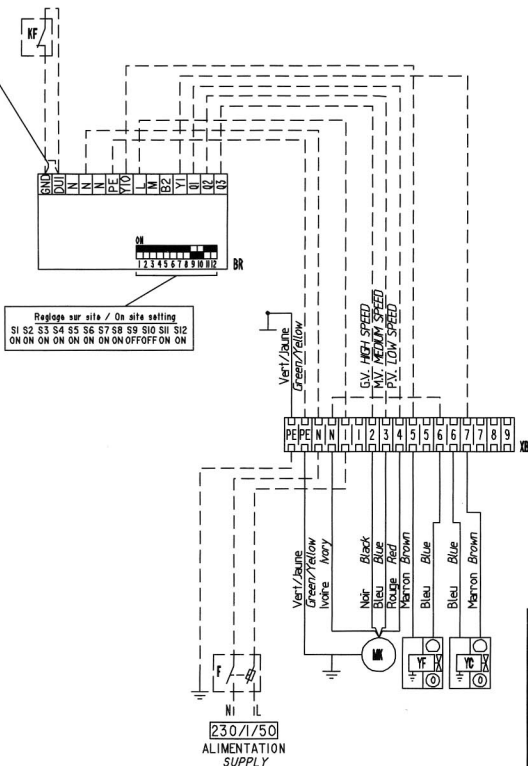 KF
GND DU1 N N N PE Y10 L M B2 Y1 Q1 Q2 Q3
ON
1 2 3 4 5 6 7 8 9 10 11 12
BR
Reglage sur site / On site setting
S1 S2 S3 S4 S5 S6 S7 S8 S9 S10 S11 S12
ON ON ON ON ON ON ON ON OFF OFF ON ON
Vert/Jaune
Green/Yellow
G.V. HIGH SPEED
M.V. MEDIUM SPEED
P.V. LOW SPEED
PE PE N N 1 1 2 3 4 5 5 6 6 7 7 8 9
XB
Vert/Jaune
Green/Yellow
Ivoire Ivory
Noir Black
Bleu Blue
Rouge Red
Marron Brown
Bleu Blue
Bleu Blue
Marron Brown
MK
YF
YC
F
N L
230/1/50
ALIMENTATION
SUPPLY